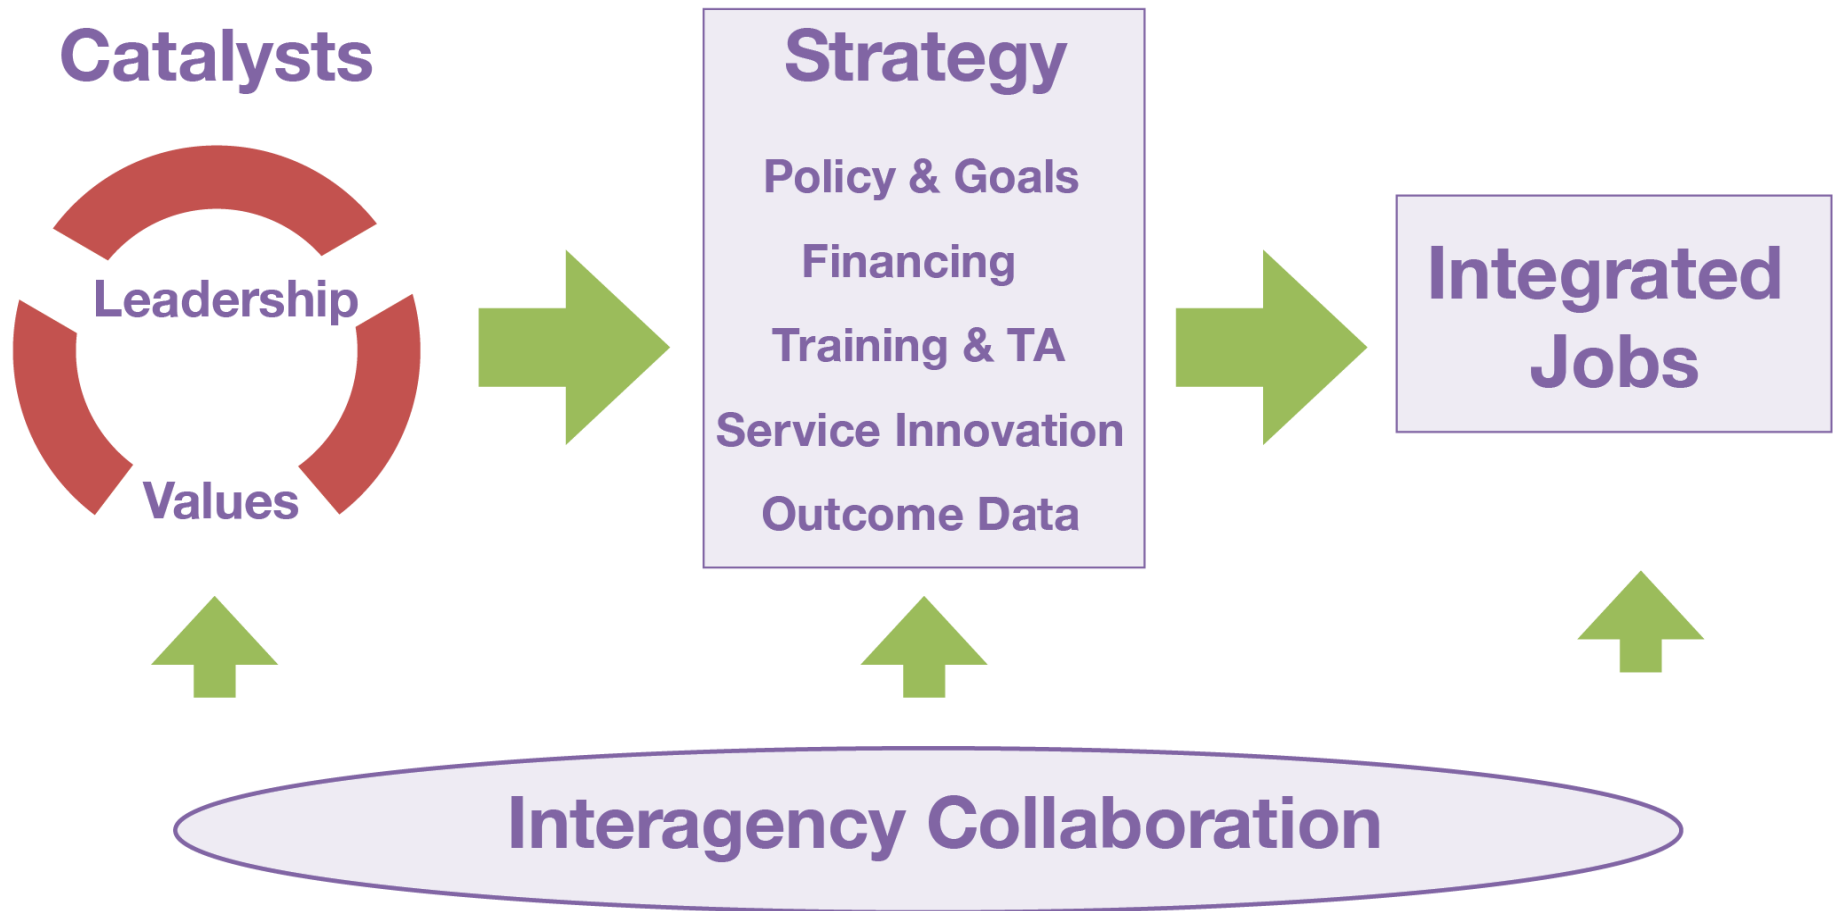 Catalysts
Leadership
Values
Strategy
Policy & Goals
Financing
Training & TA
Service Innovation
Outcome Data
Integrated
Jobs
Interagency Collaboration